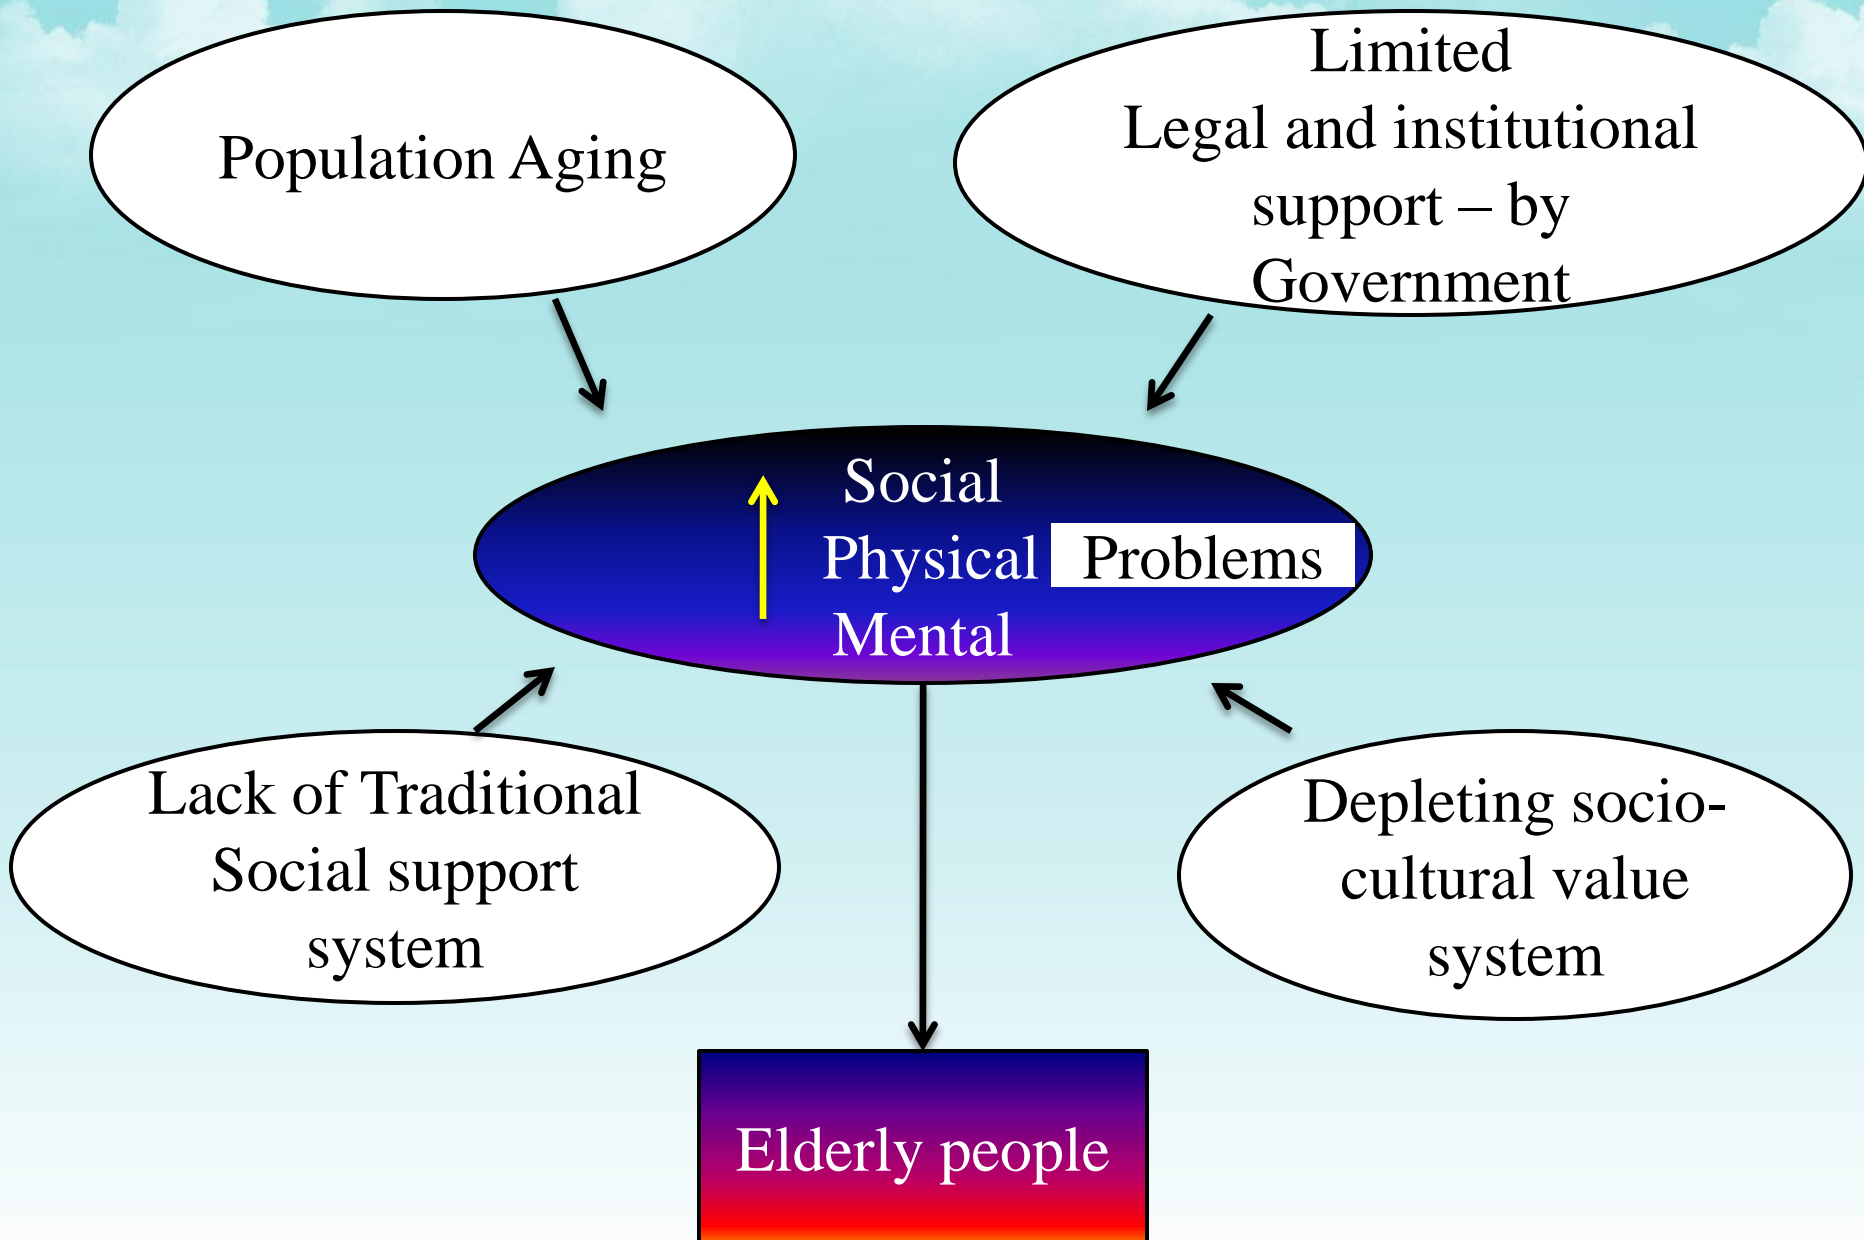 Population Aging
Limited
Legal and institutional
support – by
Government
Social
Physical Problems
Mental
Lack of Traditional
Social support
system
Depleting socio-
cultural value
system
Elderly people